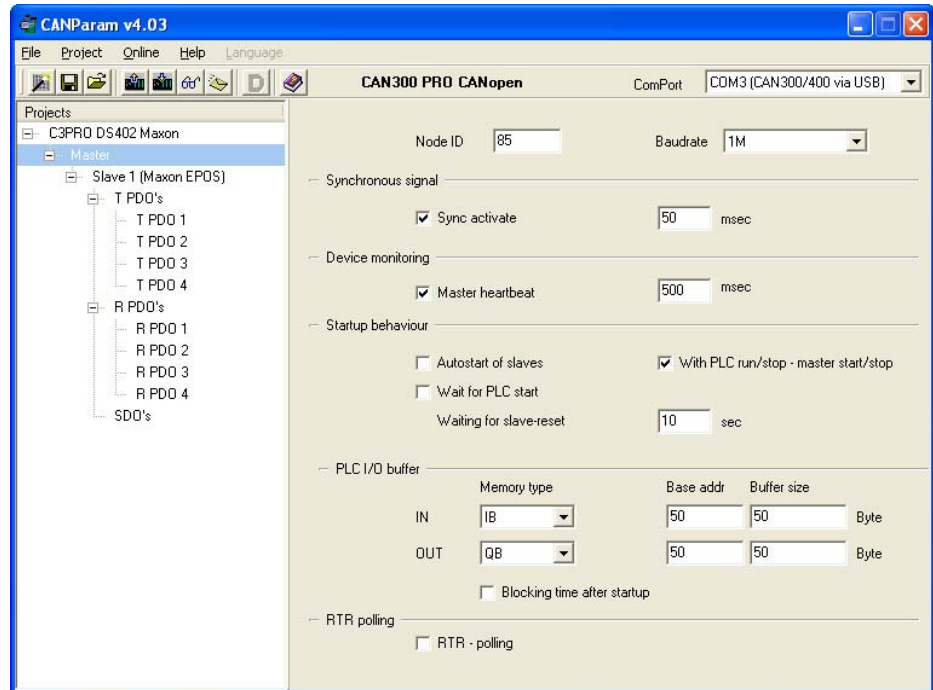 CANParam v4.03
File Project Online Help Language
CAN300 PRO CANopen ComPort COM3 (CAN300/400 via USB)
Projects
C3PRO DS402 Maxon
Master
Slave 1 (Maxon EPOS)
T PDO's
T PDO 1
T PDO 2
T PDO 3
T PDO 4
R PDO's
R PDO 1
R PDO 2
R PDO 3
R PDO 4
SDO's
Node ID 85 Baudrate 1M
Synchronous signal
Sync activate 50 msec
Device monitoring
Master heartbeat 500 msec
Startup behaviour
Autostart of slaves With PLC run/stop - master start/stop
Wait for PLC start
Waiting for slave-reset 10 sec
PLC I/O buffer
Memory type Base addr Buffer size
IN IB 50 50 Byte
OUT QB 50 50 Byte
Blocking time after startup
RTR polling
RTR - polling